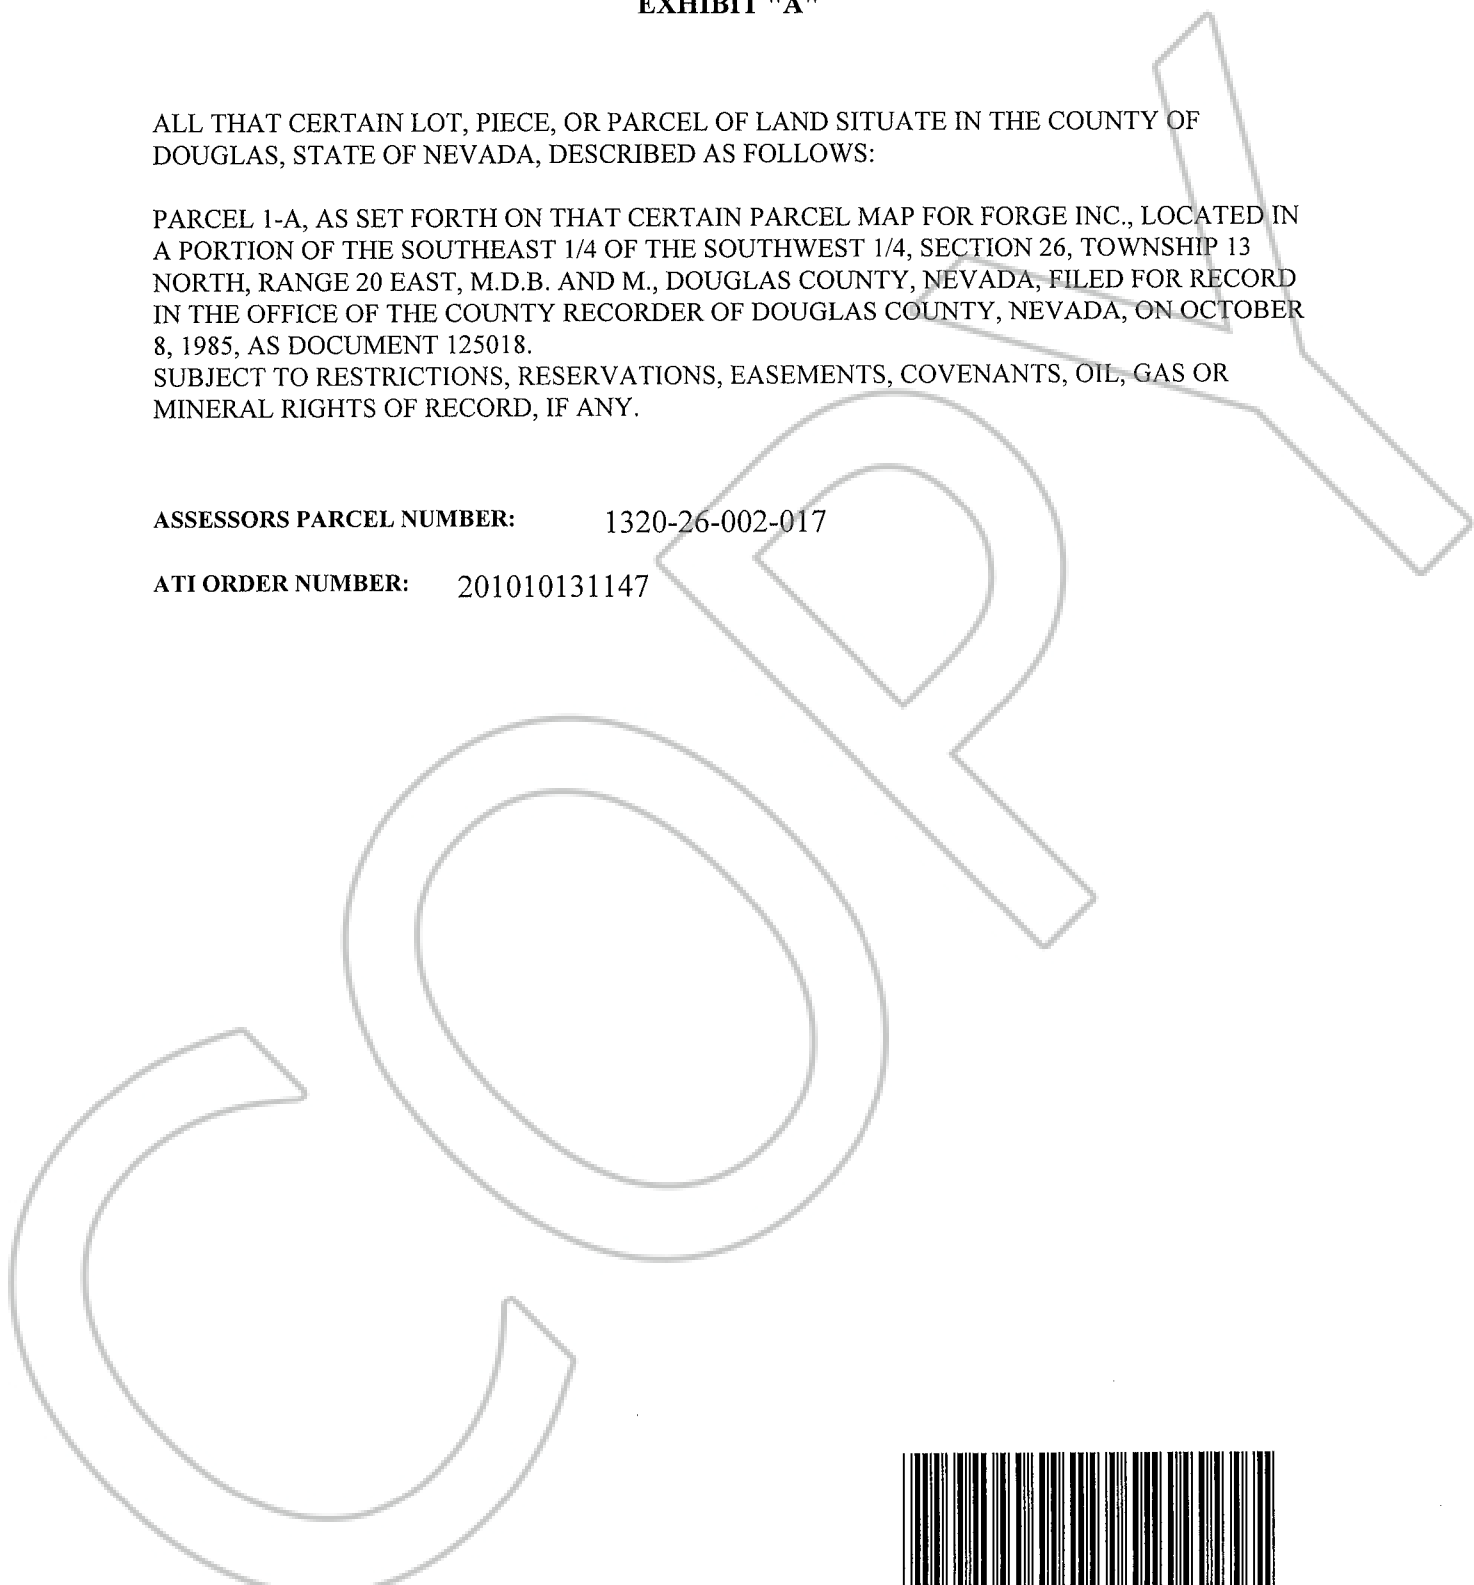 EXHIBIT "A"
ALL THAT CERTAIN LOT, PIECE, OR PARCEL OF LAND SITUATE IN THE COUNTY OF
DOUGLAS, STATE OF NEVADA, DESCRIBED AS FOLLOWS:
PARCEL 1-A, AS SET FORTH ON THAT CERTAIN PARCEL MAP FOR FORGE INC., LOCATED IN
A PORTION OF THE SOUTHEAST 1/4 OF THE SOUTHWEST 1/4, SECTION 26, TOWNSHIP 13
NORTH, RANGE 20 EAST, M.D.B. AND M., DOUGLAS COUNTY, NEVADA, FILED FOR RECORD
IN THE OFFICE OF THE COUNTY RECORDER OF DOUGLAS COUNTY, NEVADA, ON OCTOBER
8, 1985, AS DOCUMENT 125018.
SUBJECT TO RESTRICTIONS, RESERVATIONS, EASEMENTS, COVENANTS, OIL, GAS OR
MINERAL RIGHTS OF RECORD, IF ANY.
ASSESSORS PARCEL NUMBER: 1320-26-002-017
ATI ORDER NUMBER: 201010131147
COPY